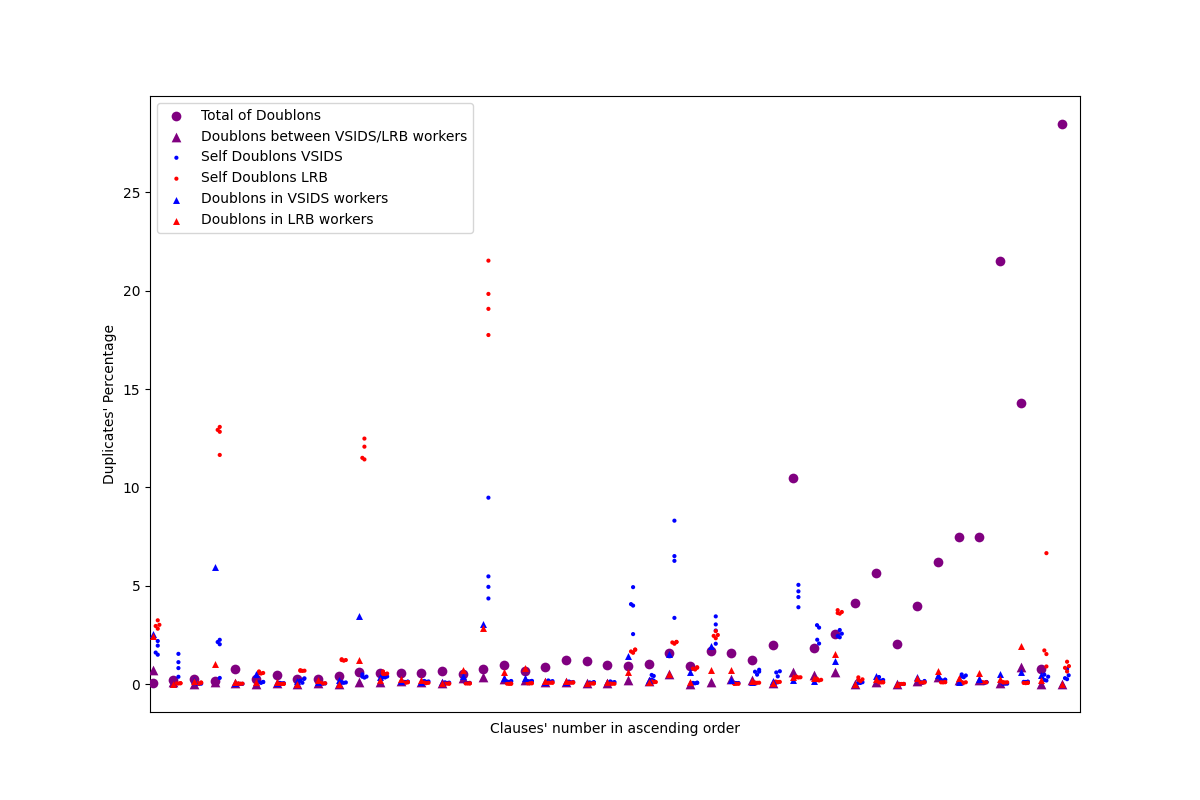 Total of Doublons
Doublons between VSIDS/LRB workers
Self Doublons VSIDS
Self Doublons LRB
Doublons in VSIDS workers
Doublons in LRB workers
25
20
15
10
5
0
Duplicates' Percentage
Clauses' number in ascending order